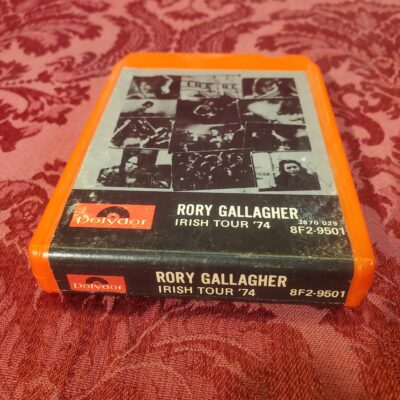 polydor
RORY GALLAGHER
3870 029
IRISH TOUR '74
8F2-9501
polydor
RORY GALLAGHER
IRISH TOUR '74
8F2-9501